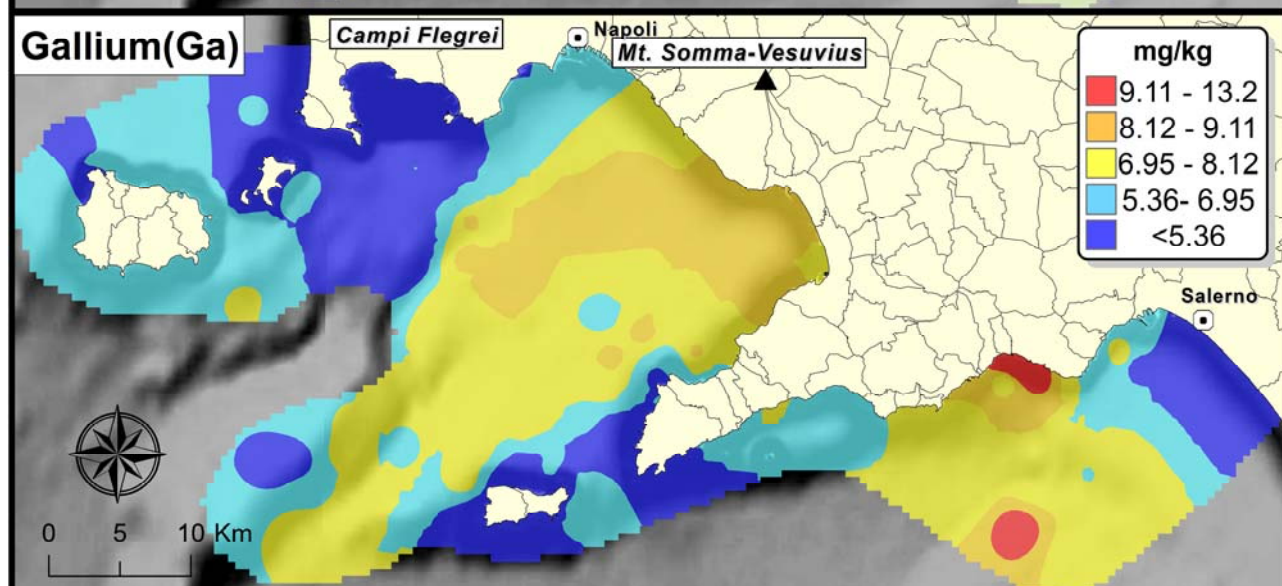 Gallium(Ga)
Campi Flegrei
Napoli
Mt. Somma-Vesuvius
mg/kg
9.11 - 13.2
8.12 - 9.11
6.95 - 8.12
5.36- 6.95
<5.36
Salerno
0 5 10 Km